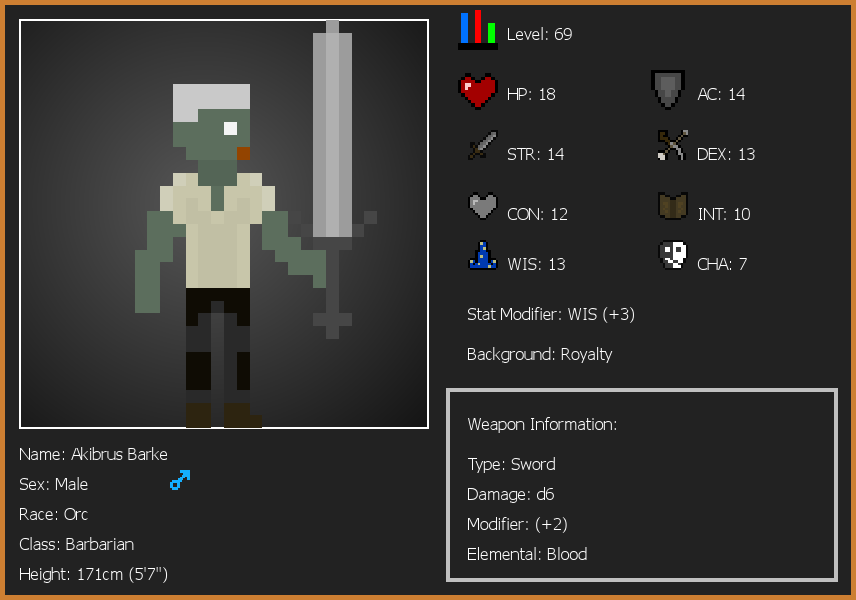 Level: 69
HP: 18
AC: 14
STR: 14
DEX: 13
CON: 12
INT: 10
WIS: 13
CHA: 7
Stat Modifier: WIS (+3)
Background: Royalty
Weapon Information:
Type: Sword
Damage: d6
Modifier: (+2)
Elemental: Blood
Name: Akibrus Barke
Sex: Male
Race: Orc
Class: Barbarian
Height: 171cm (5'7")